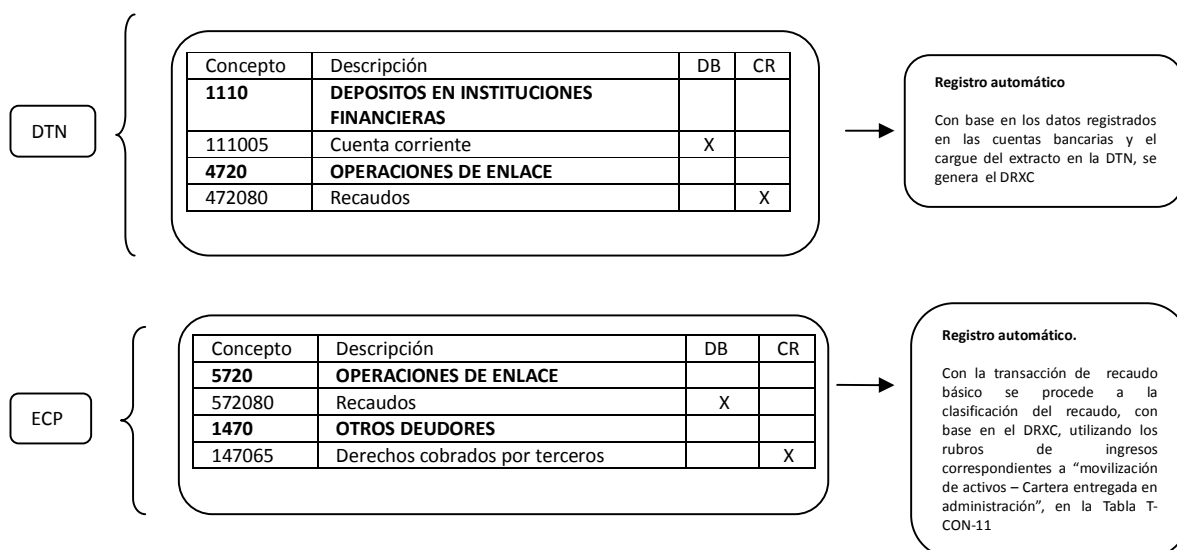 DTN
Concepto Descripción DB CR
1110 DEPOSITOS EN INSTITUCIONES
FINANCIERAS
111005 Cuenta corriente X
4720 OPERACIONES DE ENLACE
472080 Recaudos X
Registro automático
Con base en los datos registrados
en las cuentas bancarias y el
cargue del extracto en la DTN, se
genera el DRXC
ECP
Concepto Descripción DB CR
5720 OPERACIONES DE ENLACE
572080 Recaudos X
1470 OTROS DEUDORES
147065 Derechos cobrados por terceros X
Registro automático.
Con la transacción de recaudo
básico se procede a la
clasificación del recaudo, con
base en el DRXC, utilizando los
rubros de ingresos
correspondientes a “movilización
de activos – Cartera entregada en
administración”, en la Tabla T-
CON-11